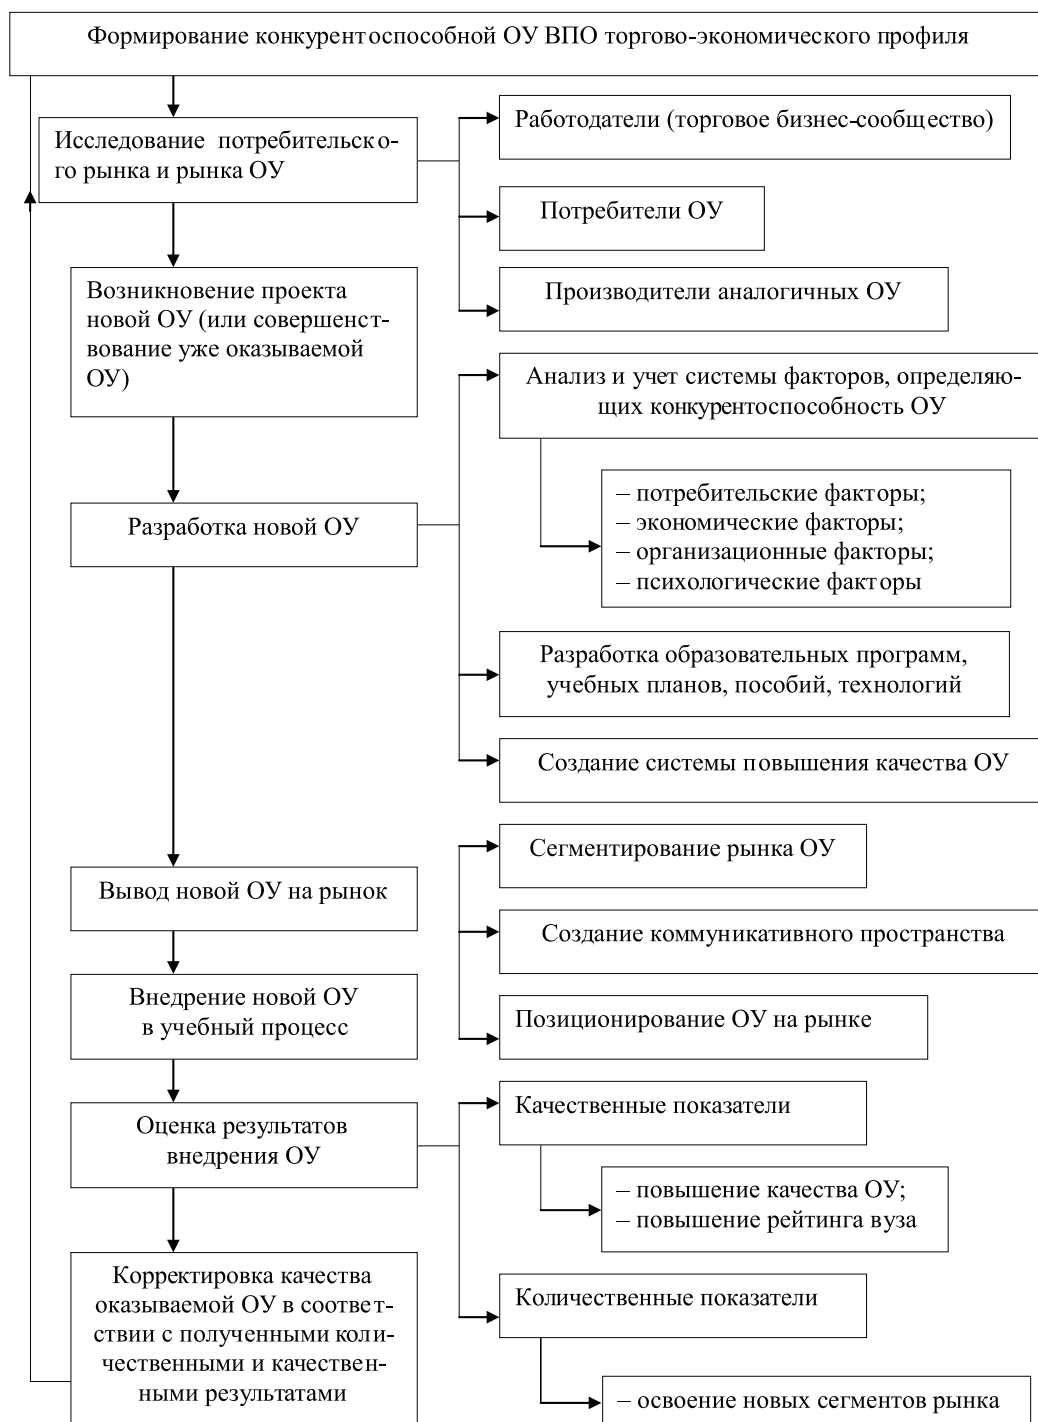 Формирование конкурентоспособной ОУ ВПО торгово-экономического профиля
Исследование потребительско-
го рынка и рынка ОУ
Работодатели (торговое бизнес-сообщество)
Потребители ОУ
Производители аналогичных ОУ
Возникновение проекта
новой ОУ (или совершенст-
вование уже оказываемой
ОУ)
Анализ и учет системы факторов, определяю-
щих конкурентоспособность ОУ
– потребительские факторы;
– экономические факторы;
– организационные факторы;
– психологические факторы
Разработка новой ОУ
Разработка образовательных программ,
учебных планов, пособий, технологий
Создание системы повышения качества ОУ
Вывод новой ОУ на рынок
Сегментирование рынка ОУ
Создание коммуникативного пространства
Позиционирование ОУ на рынке
Внедрение новой ОУ
в учебный процесс
Оценка результатов
внедрения ОУ
Качественные показатели
– повышение качества ОУ;
– повышение рейтинга вуза
Количественные показатели
– освоение новых сегментов рынка
Корректировка качества
оказываемой ОУ в соответ-
ствии с полученными коли-
чественными и качествен-
ными результатами